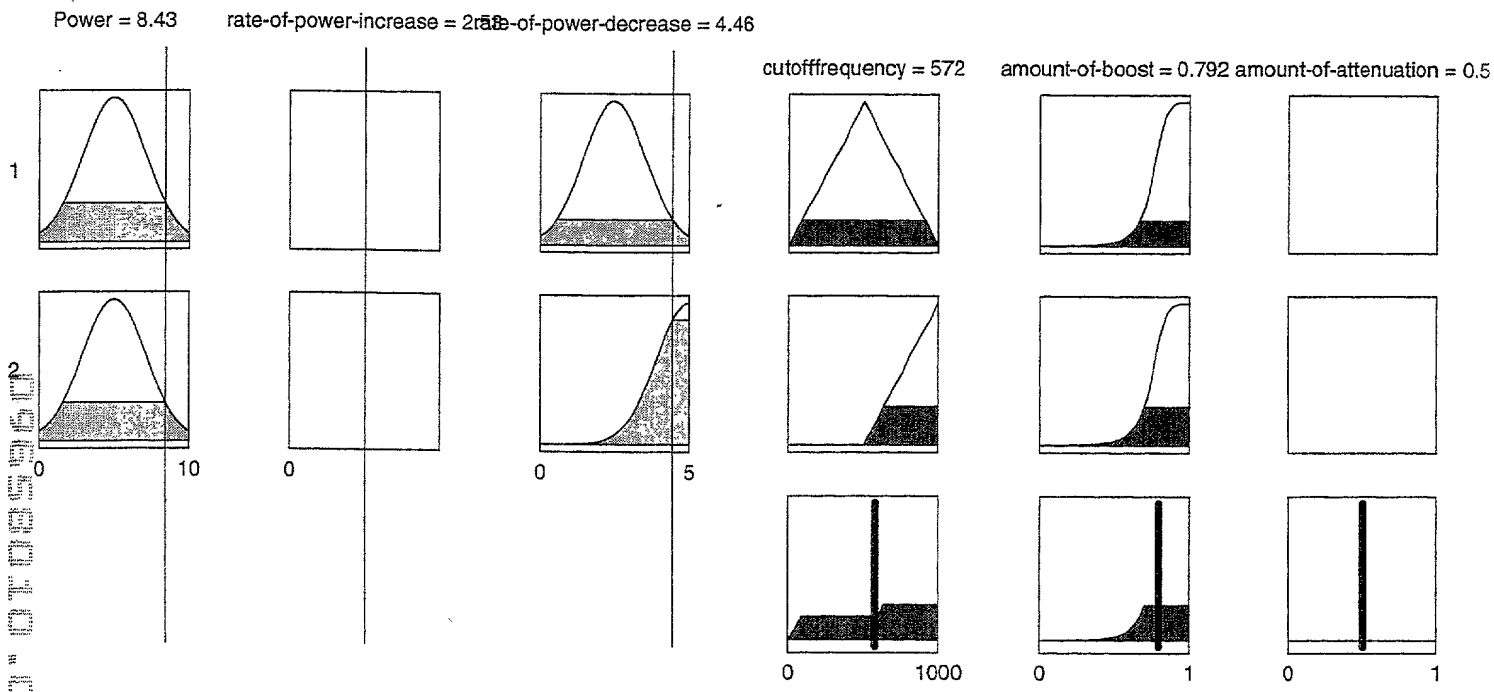 Power = 8.43
rate-of-power-increase = 2.53
rate-of-power-decrease = 4.46
cutofffrequency = 572
amount-of-boost = 0.792
amount-of-attenuation = 0.5
1
2
0
10
0
0
5
0
1000
0
1
0
1